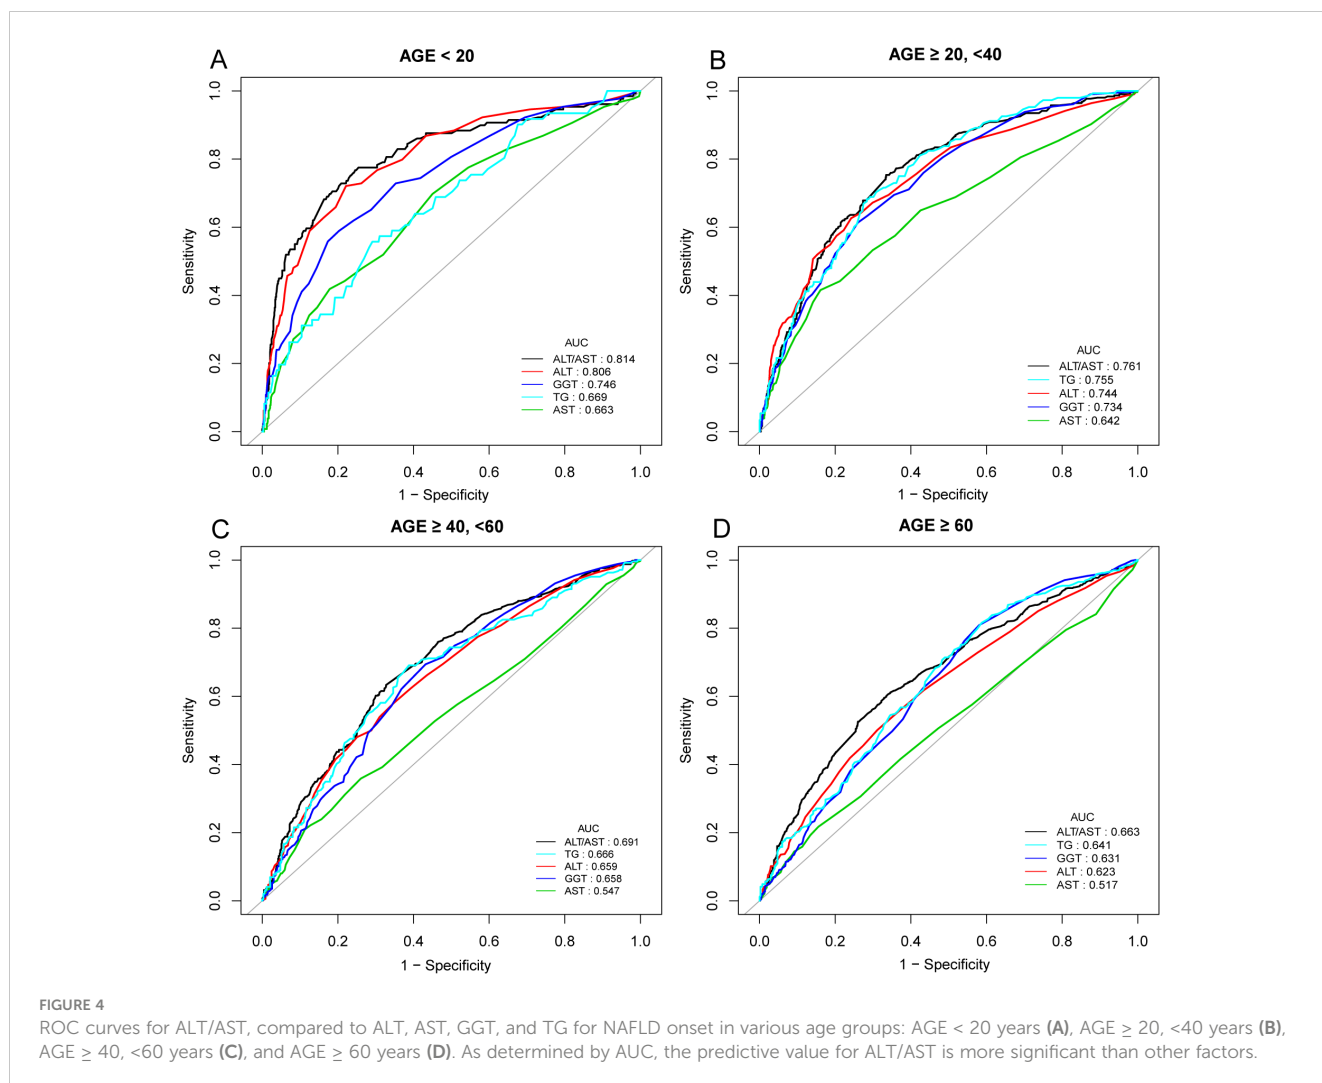 A
AGE < 20
Sensitivity
0.0 0.2 0.4 0.6 0.8 1.0
AUC
ALT/AST : 0.814
ALT : 0.806
GGT : 0.746
TG : 0.669
AST : 0.663
0.0 0.2 0.4 0.6 0.8 1.0
1 − Specificity
B
AGE ≥ 20, <40
Sensitivity
0.0 0.2 0.4 0.6 0.8 1.0
AUC
ALT/AST : 0.761
TG : 0.755
ALT : 0.744
GGT : 0.734
AST : 0.642
0.0 0.2 0.4 0.6 0.8 1.0
1 − Specificity
C
AGE ≥ 40, <60
Sensitivity
0.0 0.2 0.4 0.6 0.8 1.0
AUC
ALT/AST : 0.691
TG : 0.666
ALT : 0.659
GGT : 0.658
AST : 0.547
0.0 0.2 0.4 0.6 0.8 1.0
1 − Specificity
D
AGE ≥ 60
Sensitivity
0.0 0.2 0.4 0.6 0.8 1.0
AUC
ALT/AST : 0.663
TG : 0.641
GGT : 0.631
ALT : 0.623
AST : 0.517
0.0 0.2 0.4 0.6 0.8 1.0
1 − Specificity
FIGURE 4
ROC curves for ALT/AST, compared to ALT, AST, GGT, and TG for NAFLD onset in various age groups: AGE < 20 years (A), AGE ≥ 20, <40 years (B),
AGE ≥ 40, <60 years (C), and AGE ≥ 60 years (D). As determined by AUC, the predictive value for ALT/AST is more significant than other factors.